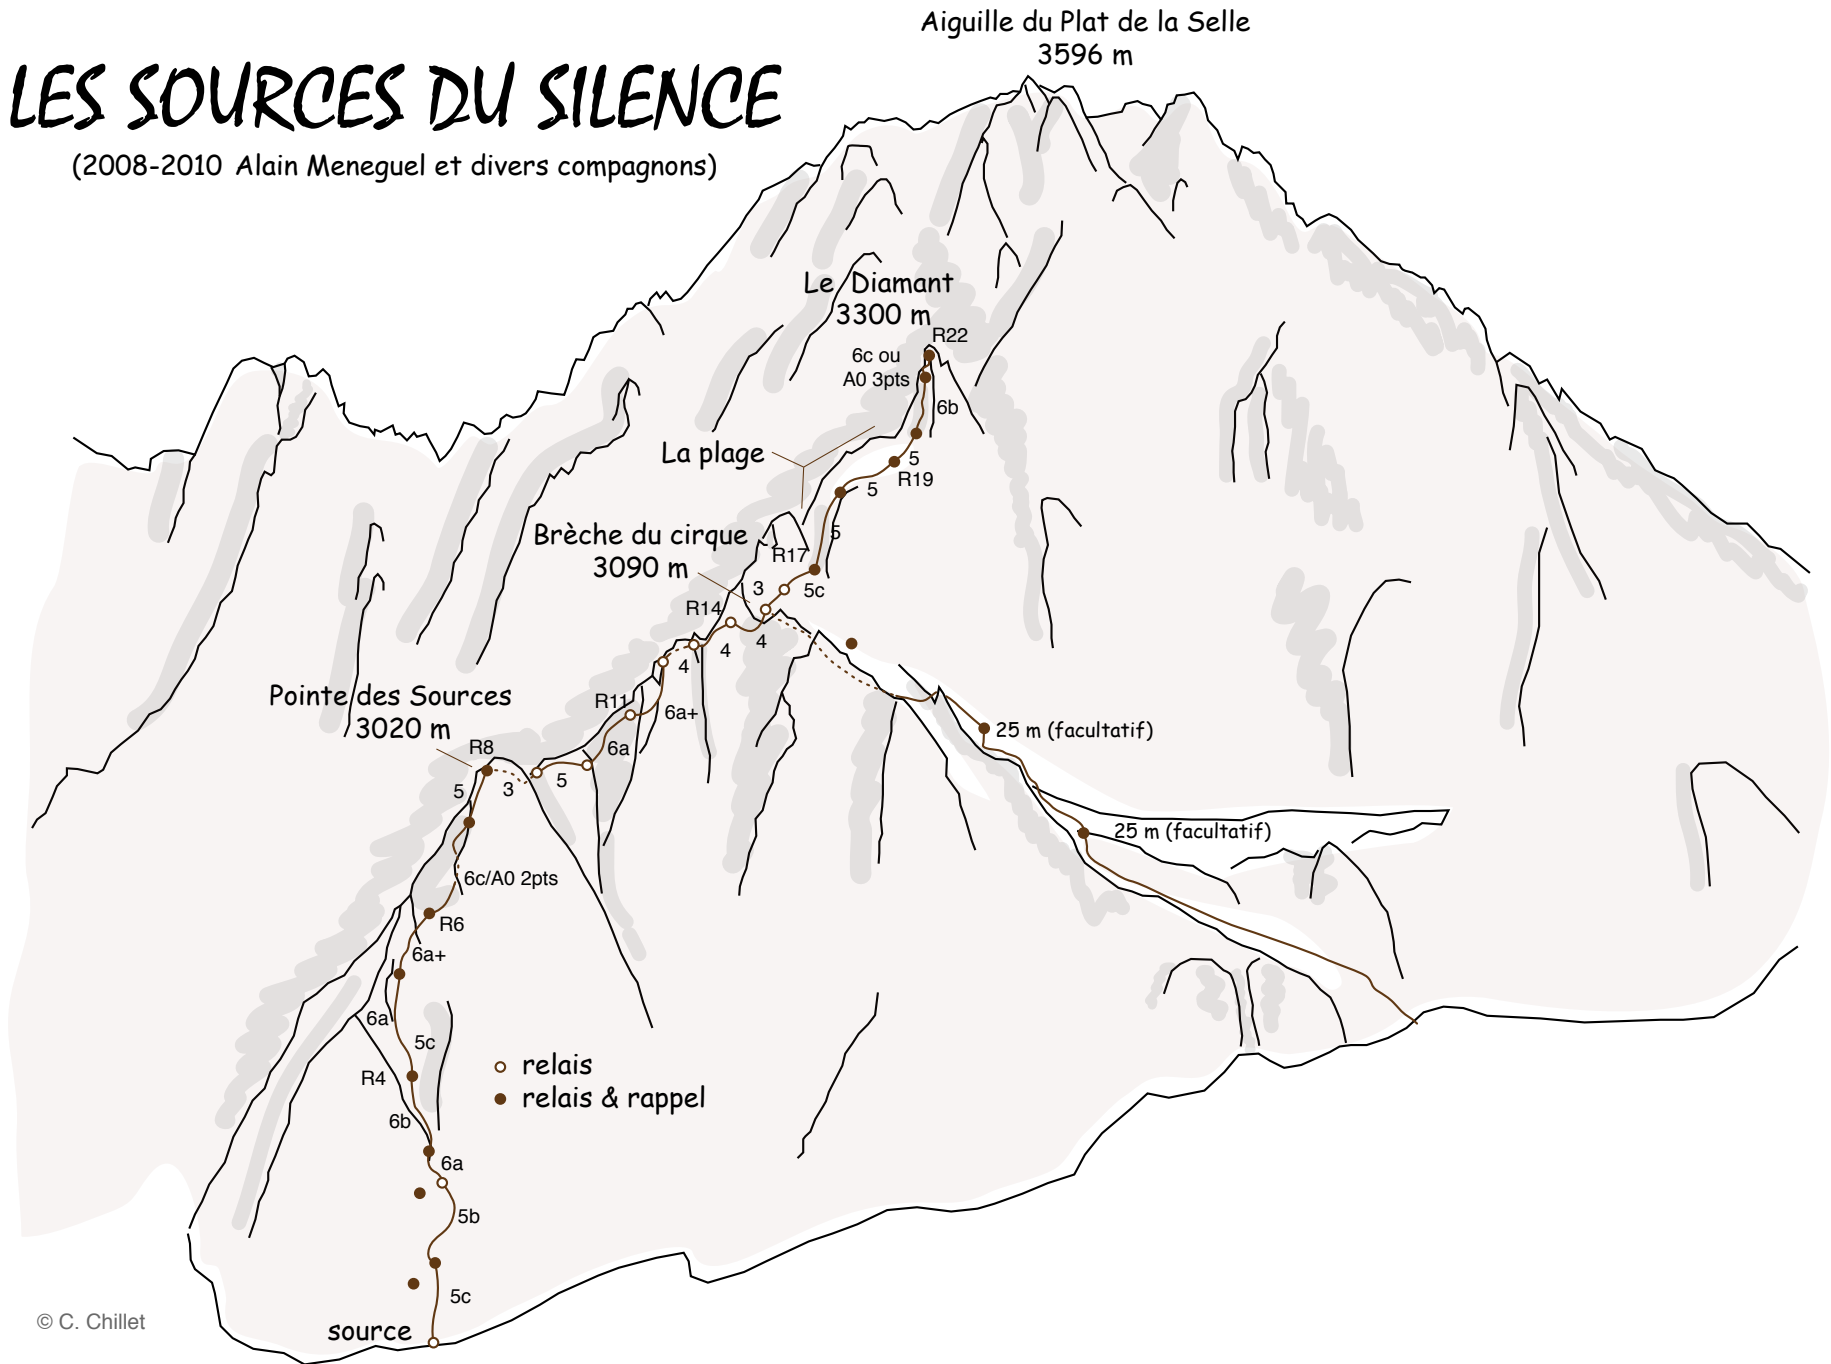 Aiguille du Plat de la Selle
3596 m
LES SOURCES DU SILENCE
(2008-2010 Alain Meneguel et divers compagnons)
Le Diamant
3300 m
R22
6c ou
A0 3pts
6b
La plage
5
R19
5
5
Brèche du cirque
3090 m
R17
3
5c
R14
4
4
4
Pointe des Sources
3020 m
R11
6a+
6a
R8
5
3
5
25 m (facultatif)
25 m (facultatif)
6c/A0 2pts
R6
6a+
6a
5c
R4
6b
relais
relais & rappel
6a
5b
5c
source
© C. Chillet